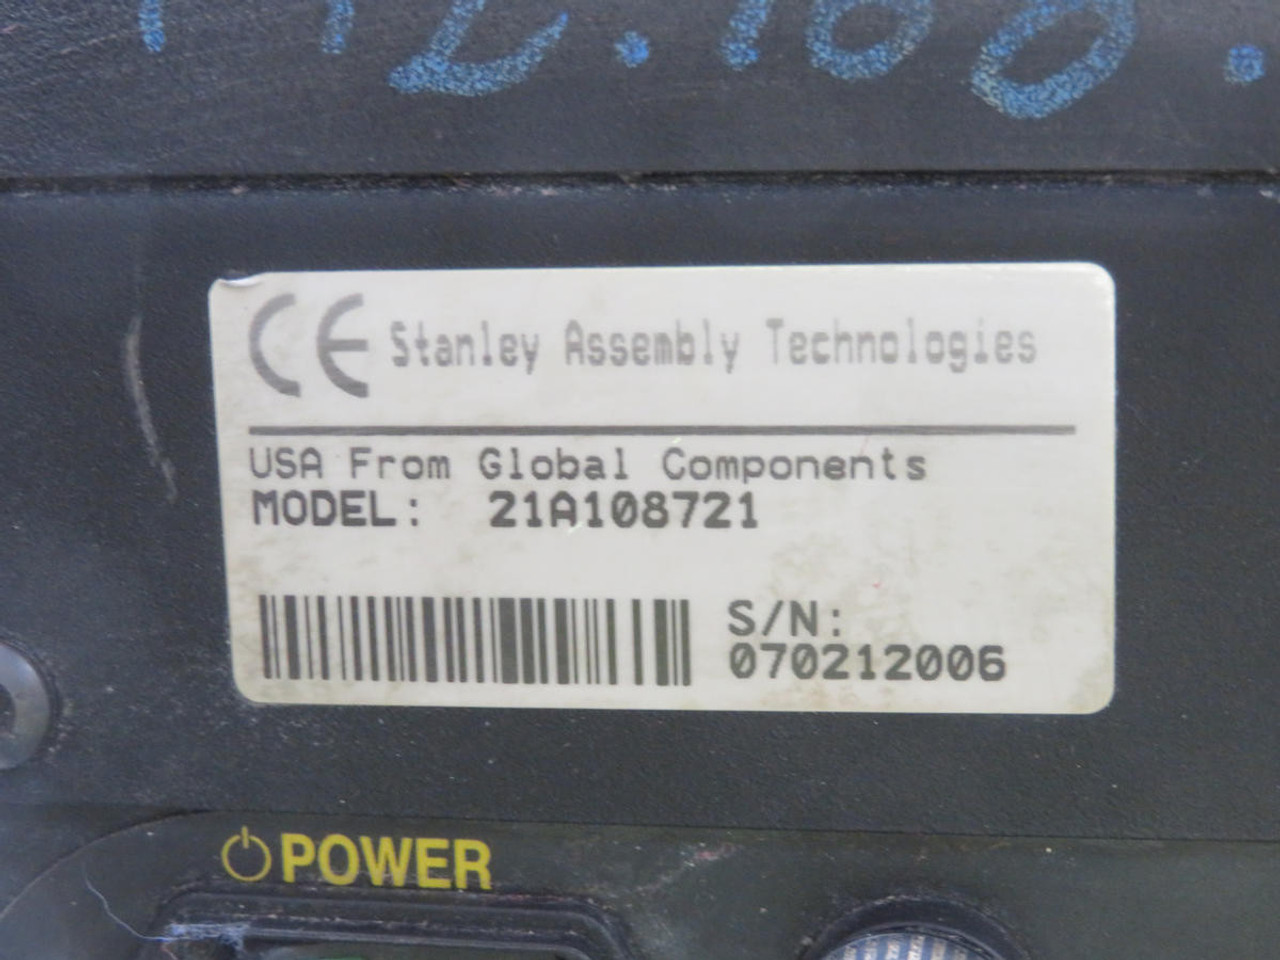 CE Stanley Assembly Technologies
USA From Global Components
MODEL: 21A108721
S/N:
070212006
POWER